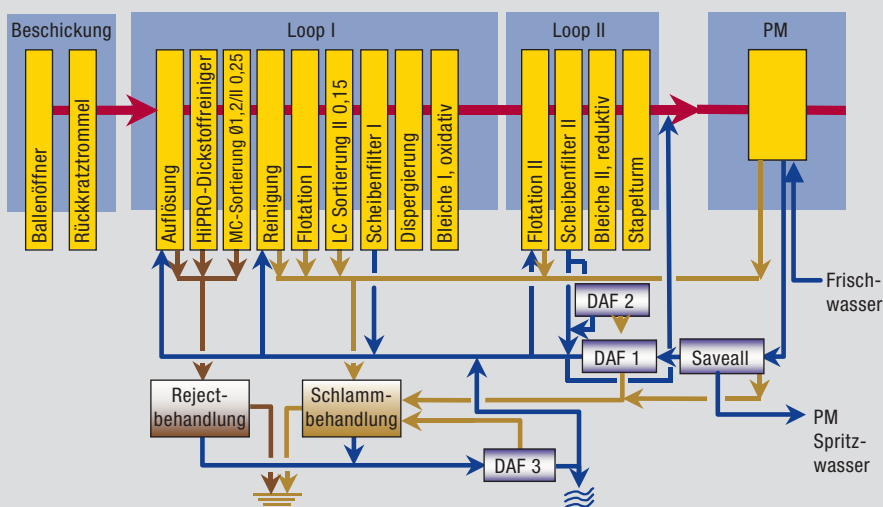 Beschickung
Loop I
Loop II
PM
Ballenöffner
Rückkratztrommel
Auflösung
HiPRO-Dickstoffreiniger
MC-Sortierung Ø1,2/II 0,25
Reinigung
Flotation I
LC Sortierung II 0,15
Scheibenfilter I
Dispergierung
Bleiche I, oxidativ
Flotation II
Scheibenfilter II
Bleiche II, reduktiv
Stapelturm
Frisch-
wasser
DAF 2
DAF 1
Saveall
Reject-
behandlung
Schlamm-
behandlung
DAF 3
PM
Spritz-
wasser